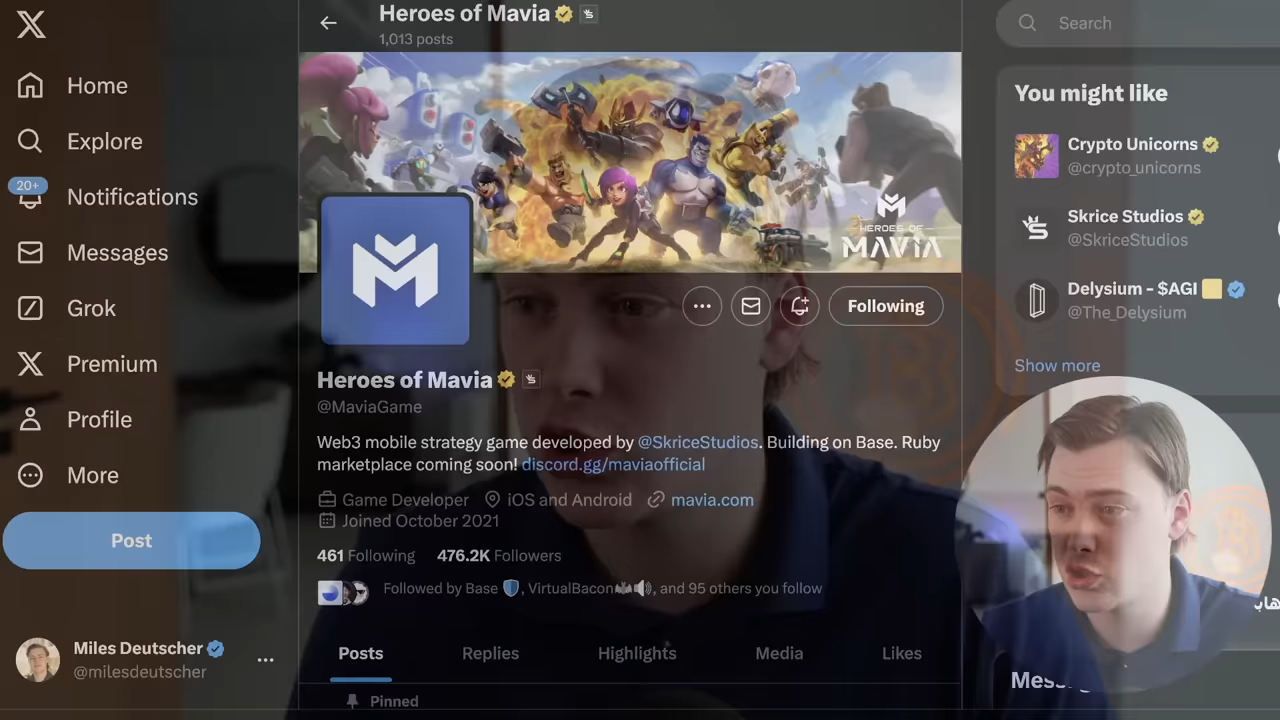 Home
Explore
20+
Notifications
Messages
Grok
Premium
Profile
More
Post
Miles Deutscher
@milesdeutscher
Heroes of Mavia
1,013 posts
HEROES OF
MAVIA
Following
Heroes of Mavia
@MaviaGame
Web3 mobile strategy game developed by @SkriceStudios. Building on Base. Ruby
marketplace coming soon! discord.gg/maviaofficial
Game Developer iOS and Android mavia.com
Joined October 2021
461 Following 476.2K Followers
Followed by Base, VirtualBacon, and 95 others you follow
Posts Replies Highlights Media Likes
Pinned
Search
You might like
Crypto Unicorns
@crypto_unicorns
Skrice Studios
@SkriceStudios
Delysium - $AGI
@The_Delysium
Show more